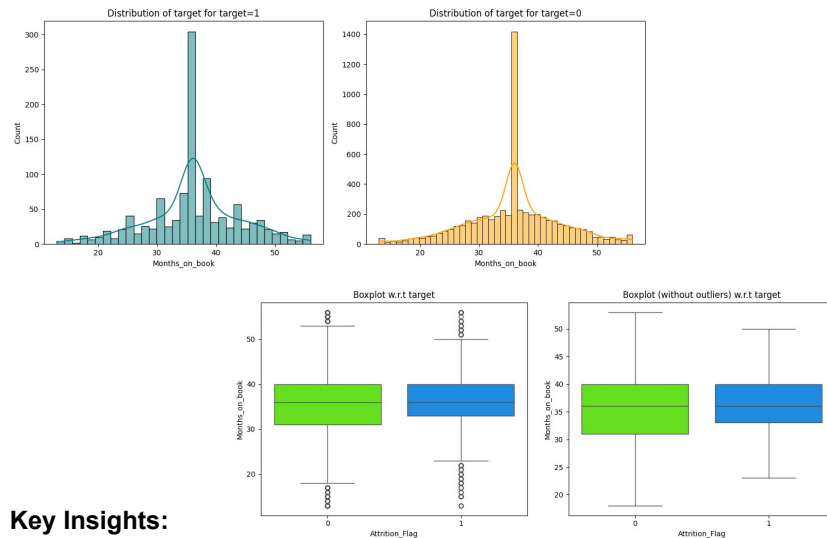 Distribution of target for target=1
300
250
200
150
100
50
0
Count
20
30
40
50
Months_on_book
Distribution of target for target=0
1400
1200
1000
800
600
400
200
0
Count
20
30
40
50
Months_on_book
Boxplot w.r.t target
50
40
30
20
Months_on_book
0
1
Attrition_Flag
Boxplot (without outliers) w.r.t target
50
45
40
35
30
25
20
Months_on_book
0
1
Attrition_Flag
Key Insights: